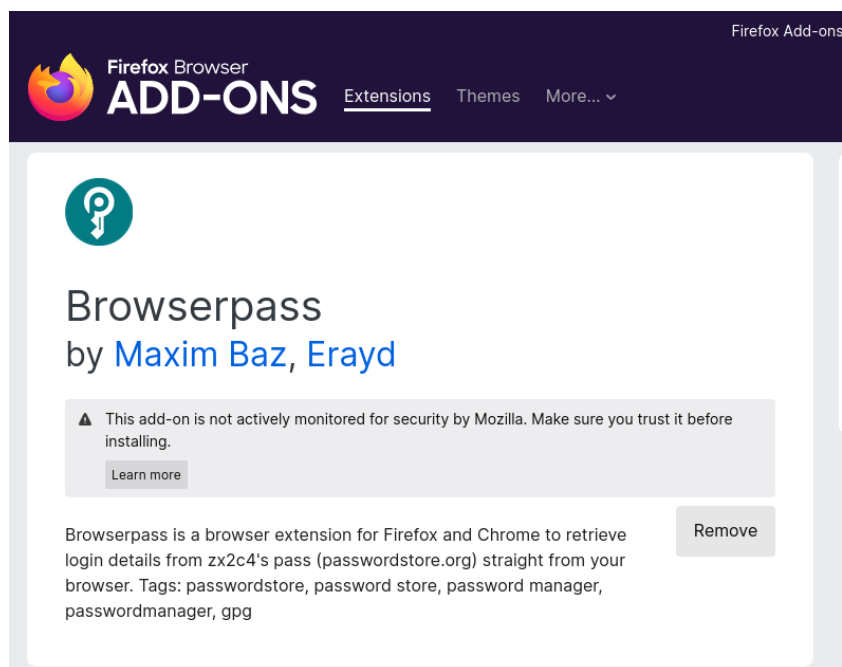 Firefox Add-ons
Firefox Browser
ADD-ONS
Extensions Themes More...
Browserpass
by Maxim Baz, Erayd
This add-on is not actively monitored for security by Mozilla. Make sure you trust it before
installing.
Learn more
Browserpass is a browser extension for Firefox and Chrome to retrieve
login details from zx2c4's pass (passwordstore.org) straight from your
browser. Tags: passwordstore, password store, password manager,
passwordmanager, gpg
Remove